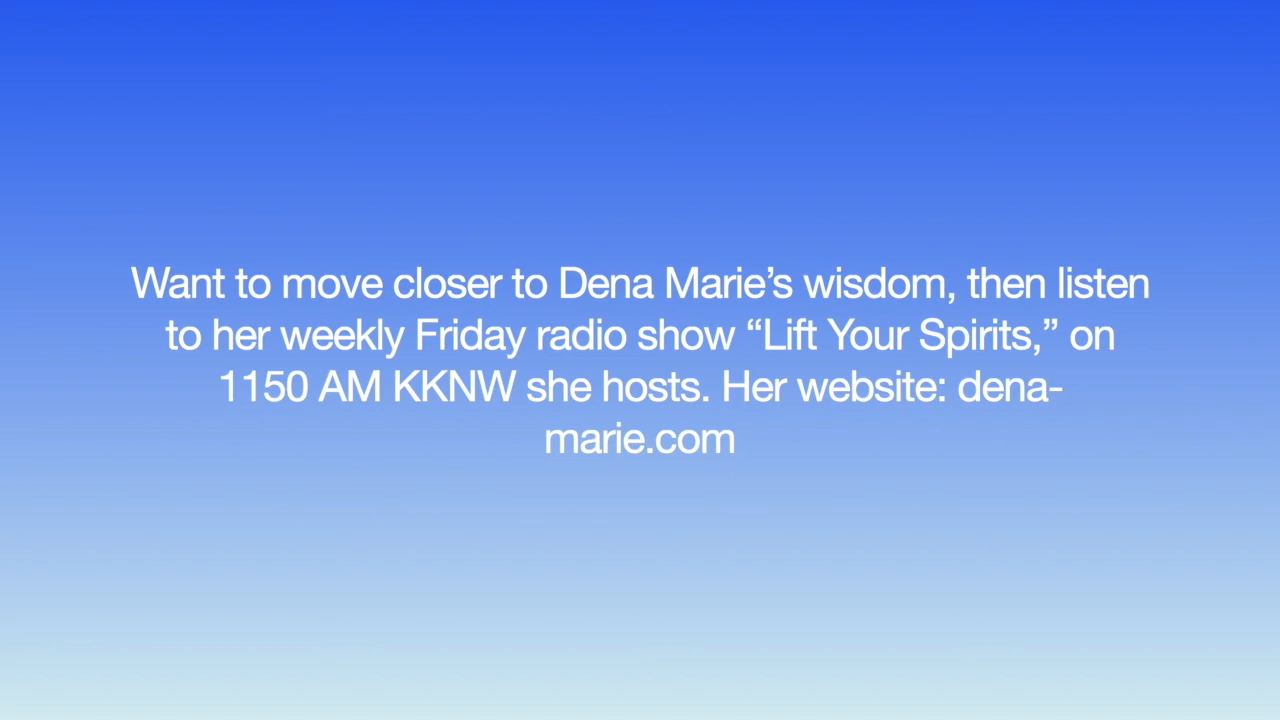 Want to move closer to Dena Marie’s wisdom, then listen
to her weekly Friday radio show “Lift Your Spirits,” on
1150 AM KKNW she hosts. Her website: dena-
marie.com